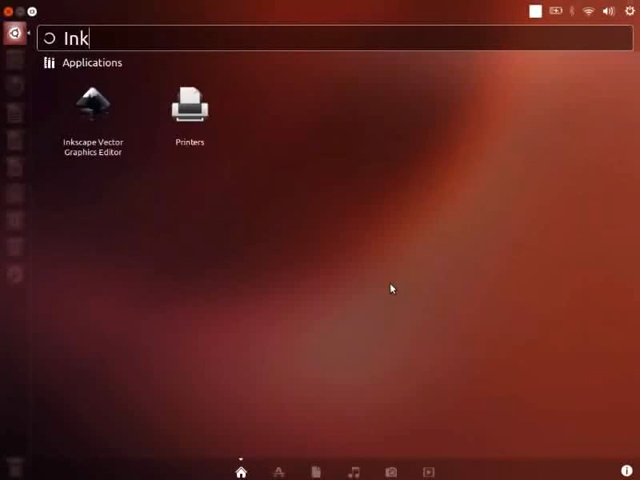 Ink
Applications
Inkscape Vector
Graphics Editor
Printers